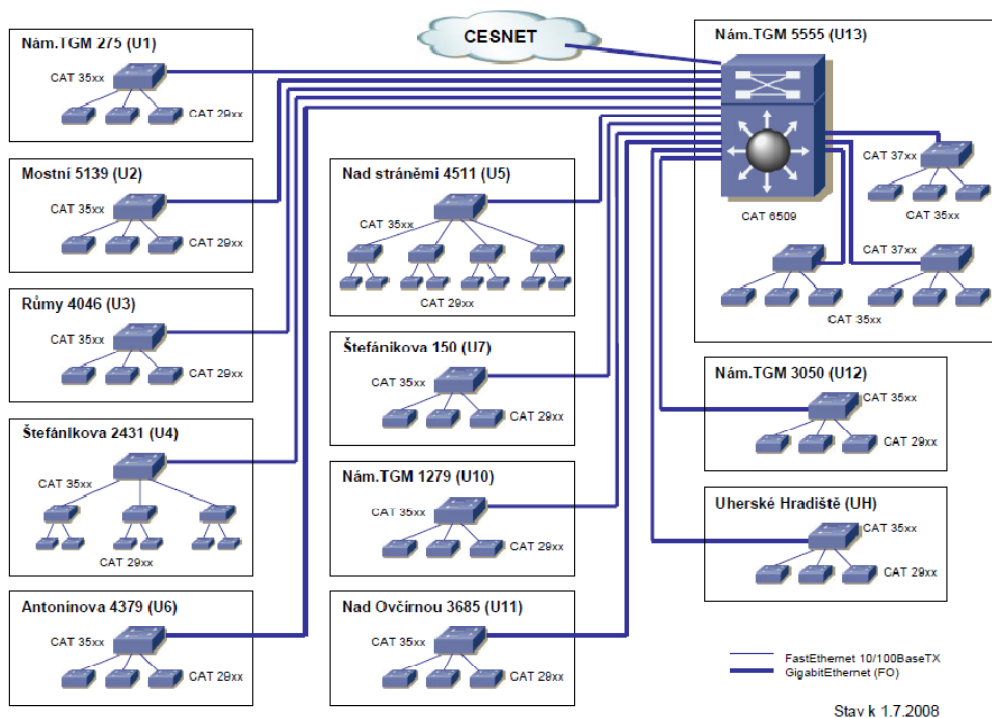 CESNET
Nám.TGM 275 (U1)
CAT 35xx
CAT 29xx
Mostní 5139 (U2)
CAT 35xx
CAT 29xx
Růmy 4046 (U3)
CAT 35xx
CAT 29xx
Štefánikova 2431 (U4)
CAT 35xx
CAT 29xx
Antonínova 4379 (U6)
CAT 35xx
CAT 29xx
Nad stráněmi 4511 (U5)
CAT 35xx
CAT 29xx
Štefánikova 150 (U7)
CAT 35xx
CAT 29xx
Nám.TGM 1279 (U10)
CAT 35xx
CAT 29xx
Nad Ovčírnou 3685 (U11)
CAT 35xx
CAT 29xx
Nám.TGM 5555 (U13)
CAT 6509
CAT 37xx
CAT 35xx
CAT 37xx
CAT 35xx
Nám.TGM 3050 (U12)
CAT 35xx
CAT 29xx
Uherské Hradiště (UH)
CAT 35xx
CAT 29xx
FastEthernet 10/100BaseTX
GigabitEthernet (FO)
Stav k 1.7.2008